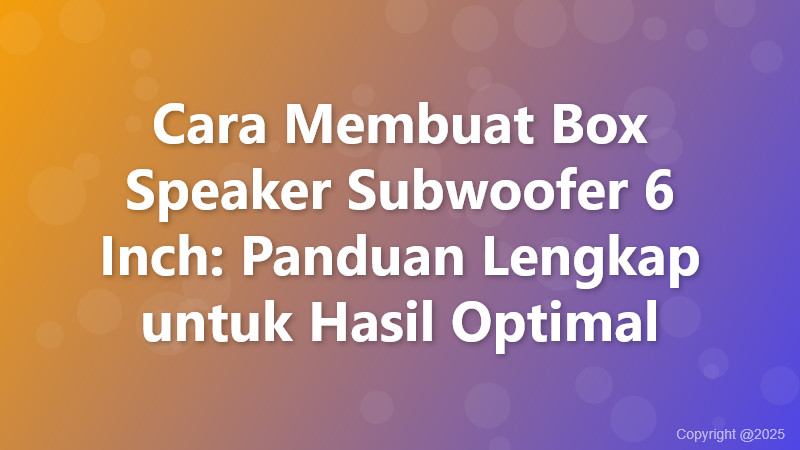 Cara Membuat Box
Speaker Subwoofer 6
Inch: Panduan Lengkap
untuk Hasil Optimal
Copyright @2025